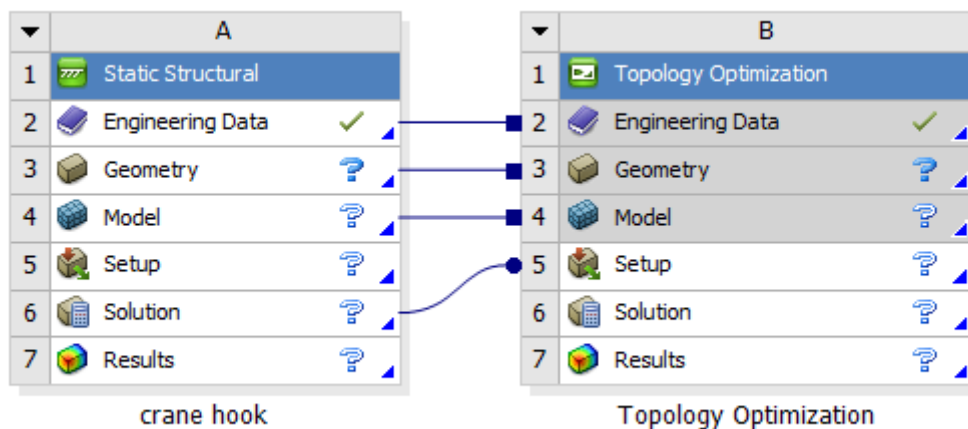 A
1 Static Structural
2 Engineering Data
3 Geometry ?
4 Model ?
5 Setup ?
6 Solution ?
7 Results ?
crane hook
B
1 Topology Optimization
2 Engineering Data
3 Geometry ?
4 Model ?
5 Setup ?
6 Solution ?
7 Results ?
Topology Optimization